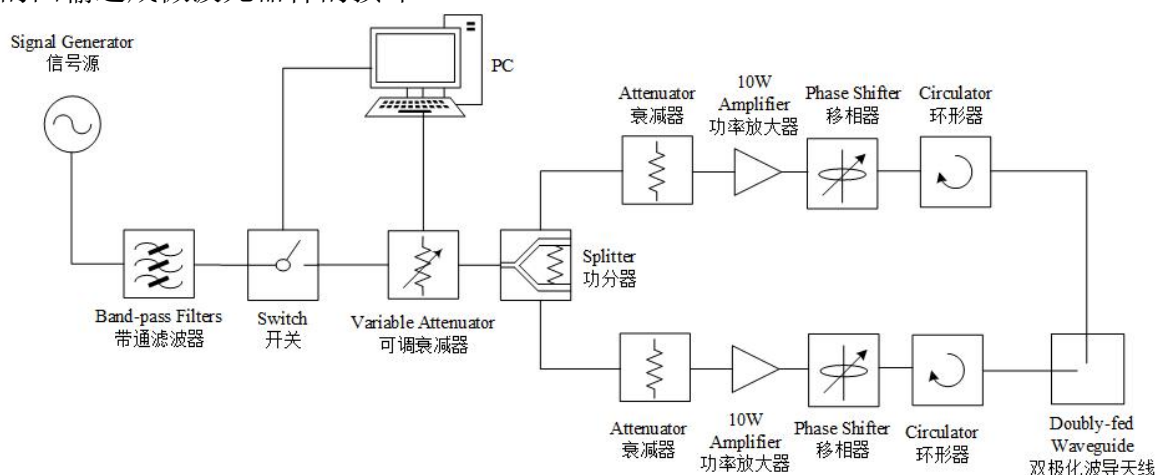 Signal Generator
信号源
PC
Attenuator
衰减器
10W
Amplifier
功率放大器
Phase Shifter
移相器
Circulator
环形器
Splitter
功分器
Band-pass Filters
带通滤波器
Switch
开关
Variable Attenuator
可调衰减器
Attenuator
衰减器
10W
Amplifier
功率放大器
Phase Shifter
移相器
Circulator
环形器
Doubly-fed
Waveguide
双极化波导天线